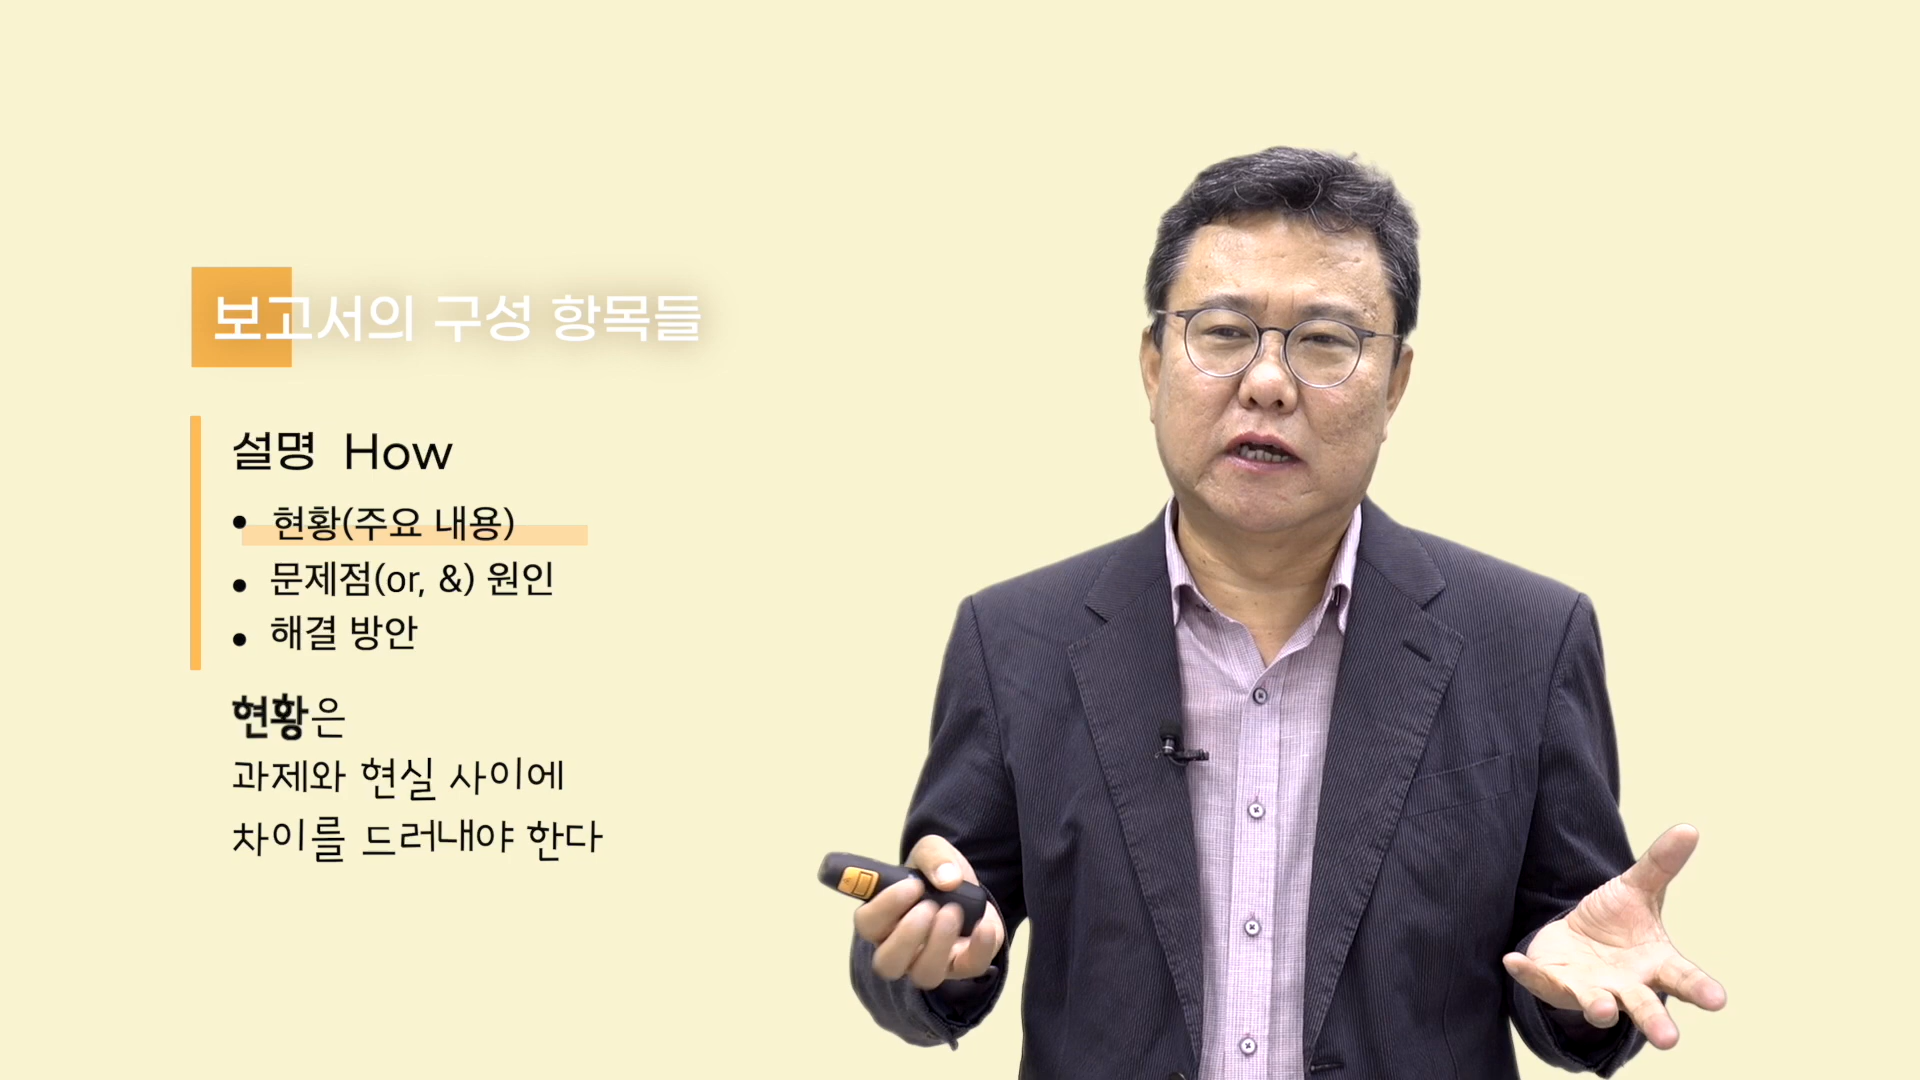 보고서의 구성 항목들
설명 How
• 현황(주요 내용)
• 문제점(or, &) 원인
• 해결 방안
현황은
과제와 현실 사이에
차이를 드러내야 한다